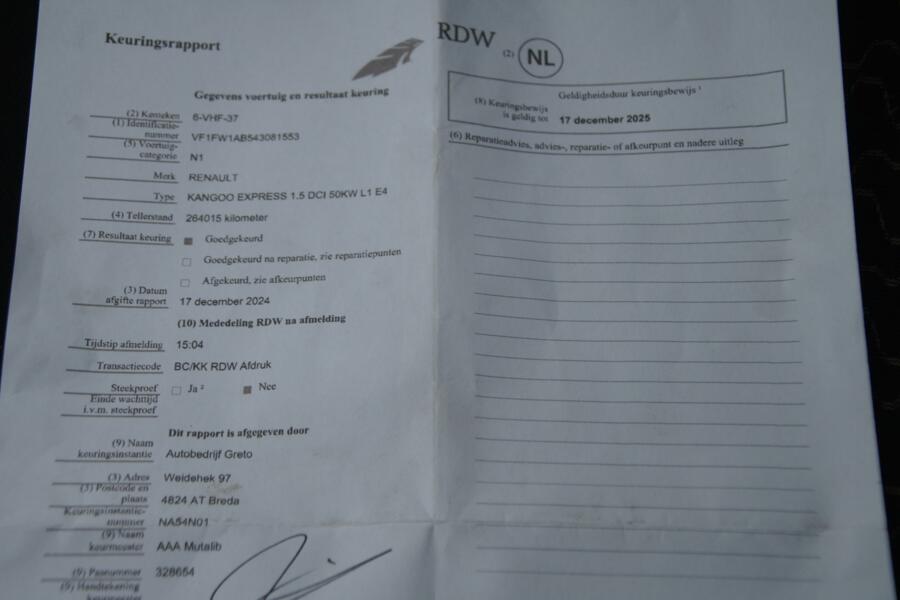 Keuringsrapport
RDW
(2) NL
Gegevens voertuig en resultaat keuring
(2) Kenteken 6-VHF-37
(1) Identificatie-
nummer VF1FW1AB543081553
(5) Voertuig-
categorie N1
Merk RENAULT
Type KANGOO EXPRESS 1.5 DCI 50KW L1 E4
(4) Tellerstand 264015 kilometer
(7) Resultaat keuring Goedgekeurd
Goedgekeurd na reparatie, zie reparatiepunten
Afgekeurd, zie afkeurpunten
(3) Datum
afgifte rapport 17 december 2024
(10) Mededeling RDW na afmelding
Tijdstip afmelding 15:04
Transactiecode BC/KK RDW Afdruk
Steekproef Ja ² Nee
Einde wachttijd
i.v.m. steekproef
Dit rapport is afgegeven door
(9) Naam
keuringsinstantie Autobedrijf Greto
(3) Adres Weidehek 97
(3) Postcode en
plaats 4824 AT Breda
Keuringsinstantie-
nummer NA54N01
(9) Naam
keurmeester AAA Mutalib
(9) Pasnummer 328654
(9) Handtekening
keurmeester
Geldigheidsduur keuringsbewijs ¹
(8) Keuringsbewijs
is geldig tot 17 december 2025
(6) Reparatieadvies, advies-, reparatie- of afkeurpunt en nadere uitleg